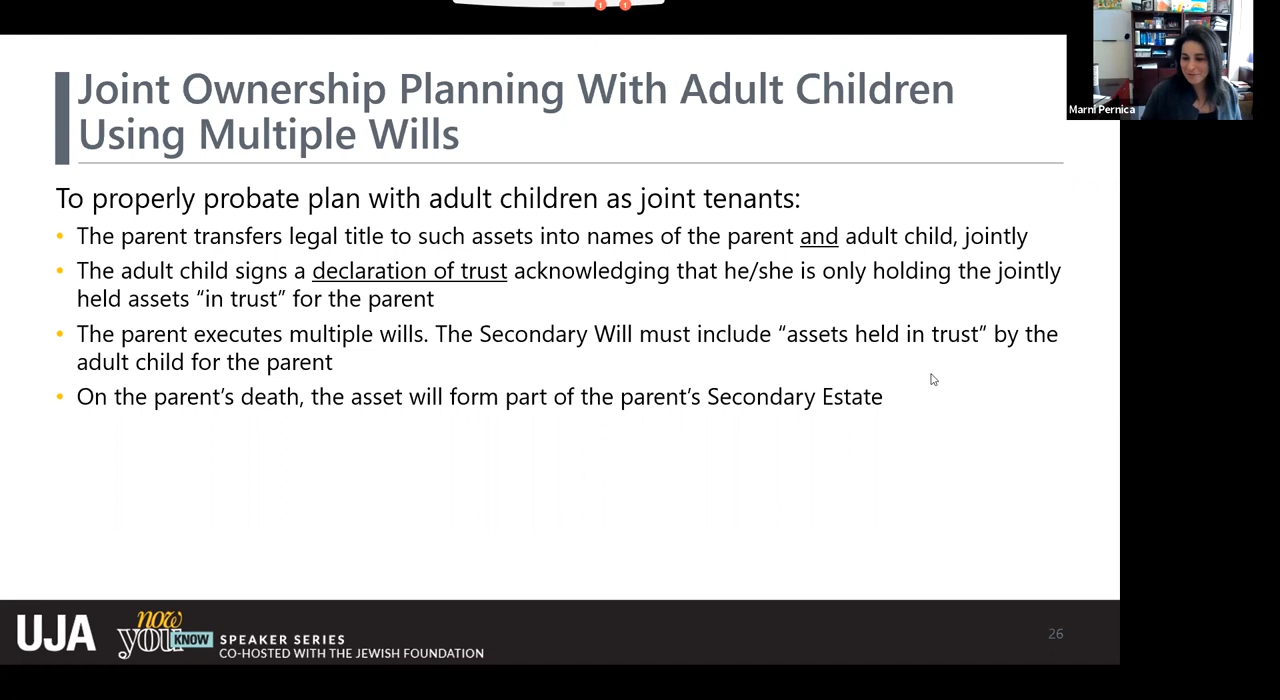 Joint Ownership Planning With Adult Children
Using Multiple Wills
Marni Pernica
To properly probate plan with adult children as joint tenants:
• The parent transfers legal title to such assets into names of the parent and adult child, jointly
• The adult child signs a declaration of trust acknowledging that he/she is only holding the jointly
held assets “in trust” for the parent
• The parent executes multiple wills. The Secondary Will must include “assets held in trust” by the
adult child for the parent
• On the parent’s death, the asset will form part of the parent’s Secondary Estate
UJA
now
you KNOW
SPEAKER SERIES
CO-HOSTED WITH THE JEWISH FOUNDATION
26